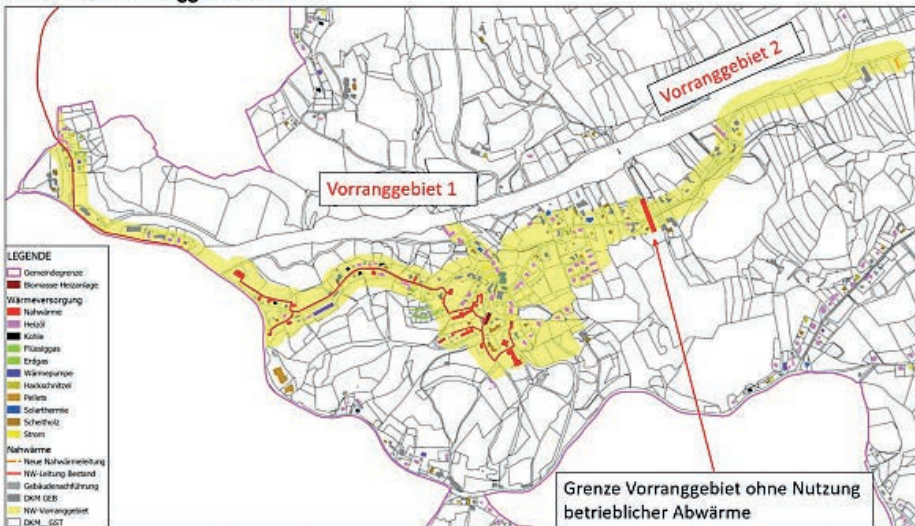 Vorranggebiet 2
Vorranggebiet 1
LEGENDE
Gemeindegrenze
Biomasse Heizanlage
Wärmeversorgung
Nahwärme
Heizöl
Kohle
Flüssiggas
Erdgas
Wärmepumpe
Hackschnitzel
Pellets
Solarthermie
Scheitholz
Strom
Nahwärme
Neue Nahwärmeleitung
NW-Leitung Bestand
Gebäudenachführung
DKM GEB
NW-Vorranggebiet
DKM_GST
Grenze Vorranggebiet ohne Nutzung
betrieblicher Abwärme